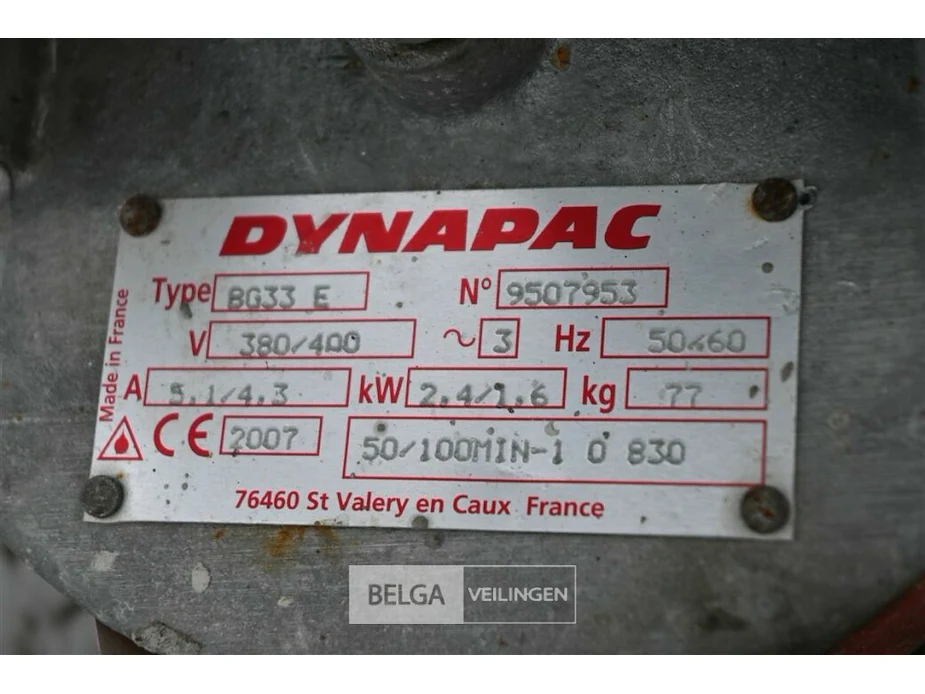 DYNAPAC
Type BG33 E N° 9507953
V 380/400 ~ 3 Hz 50/60
A 5.1/4.3 kW 2.4/1.6 kg 77
Made in France
CE 2007 50/100MIN-1 O 830
76460 St Valery en Caux France
BELGA VEILINGEN